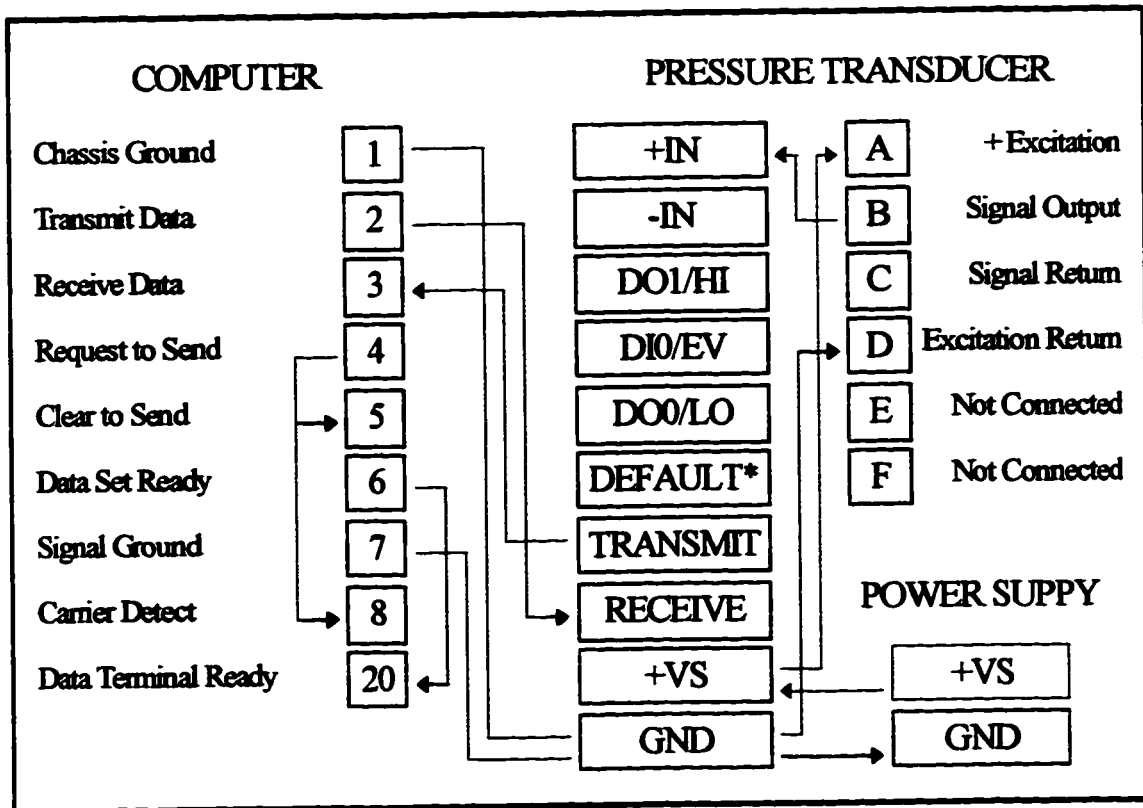 COMPUTER
PRESSURE TRANSDUCER
Chassis Ground 1 +IN A +Excitation
Transmit Data 2 -IN B Signal Output
Receive Data 3 DO1/HI C Signal Return
Request to Send 4 DI0/EV D Excitation Return
Clear to Send 5 DO0/LO E Not Connected
Data Set Ready 6 DEFAULT* F Not Connected
Signal Ground 7 TRANSMIT
Carrier Detect 8 RECEIVE POWER SUPPLY
Data Terminal Ready 20 +VS +VS
GND GND